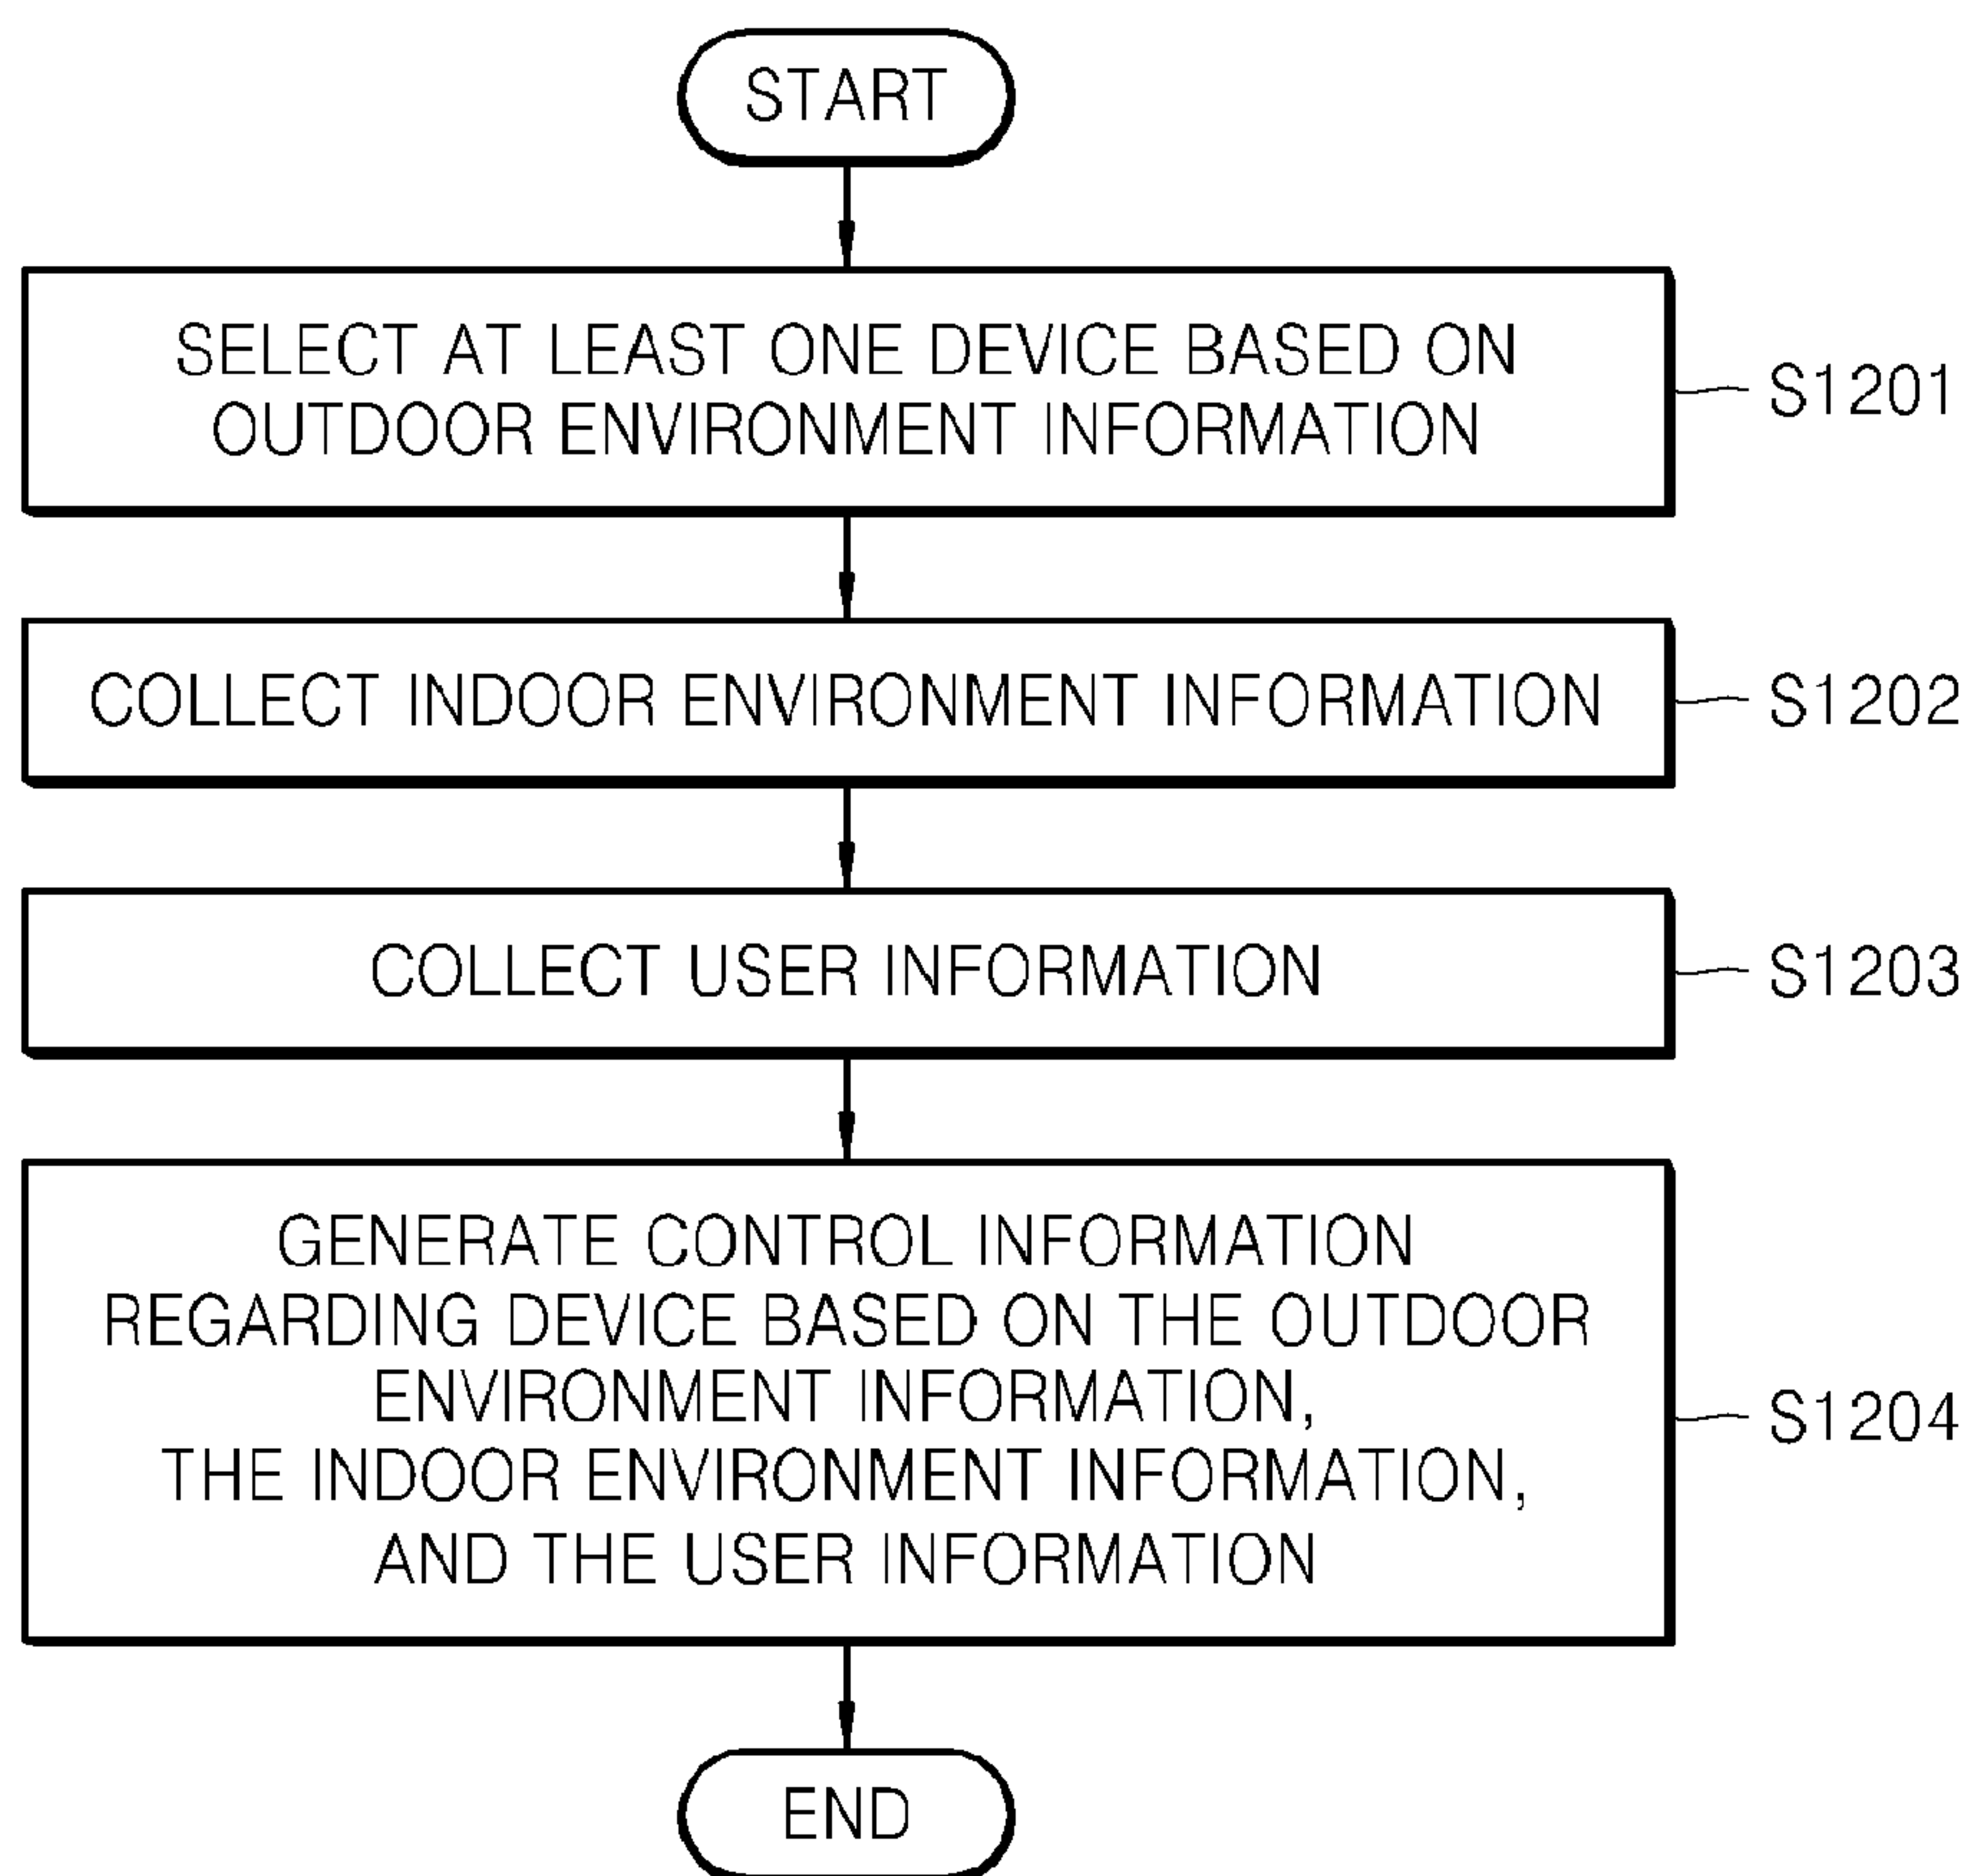 START
SELECT AT LEAST ONE DEVICE BASED ON
OUTDOOR ENVIRONMENT INFORMATION
S1201
COLLECT INDOOR ENVIRONMENT INFORMATION
S1202
COLLECT USER INFORMATION
S1203
GENERATE CONTROL INFORMATION
REGARDING DEVICE BASED ON THE OUTDOOR
ENVIRONMENT INFORMATION,
THE INDOOR ENVIRONMENT INFORMATION,
AND THE USER INFORMATION
S1204
END